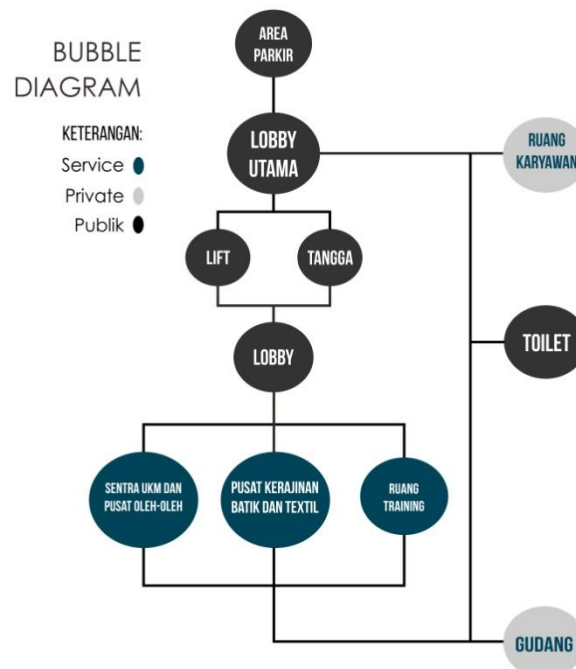 BUBBLE
DIAGRAM
KETERANGAN:
Service
Private
Publik
AREA
PARKIR
LOBBY
UTAMA
RUANG
KARYAWAN
LIFT
TANGGA
LOBBY
TOILET
SENTRA UKM DAN
PUSAT OLEH-OLEH
PUSAT KERAJINAN
BATIK DAN TEXTIL
RUANG
TRAINING
GUDANG